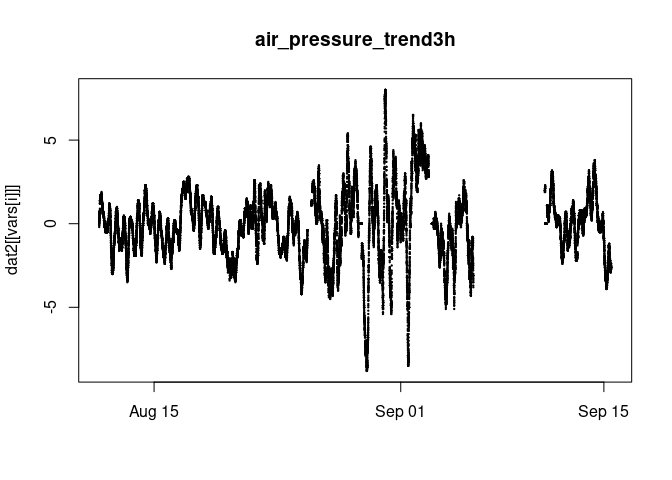 air_pressure_trend3h
dat2[[vars[i]]]
5
0
-5
Aug 15
Sep 01
Sep 15